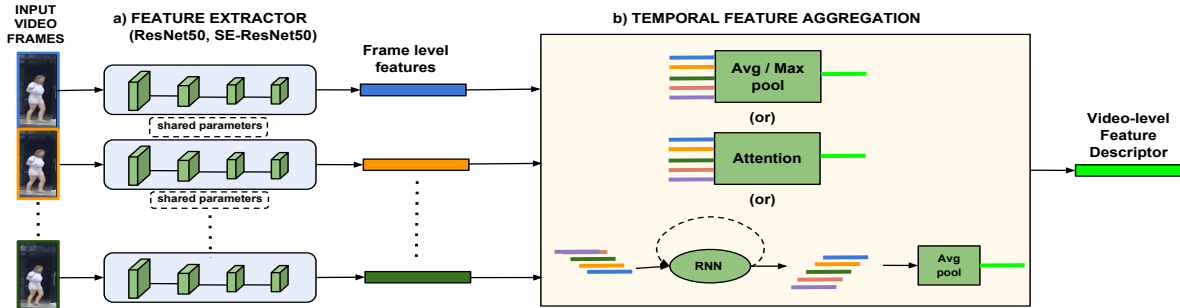 INPUT
VIDEO
FRAMES
a) FEATURE EXTRACTOR
(ResNet50, SE-ResNet50)
shared parameters
shared parameters
Frame level
features
b) TEMPORAL FEATURE AGGREGATION
Avg / Max
pool
(or)
Attention
(or)
RNN
Avg
pool
Video-level
Feature
Descriptor